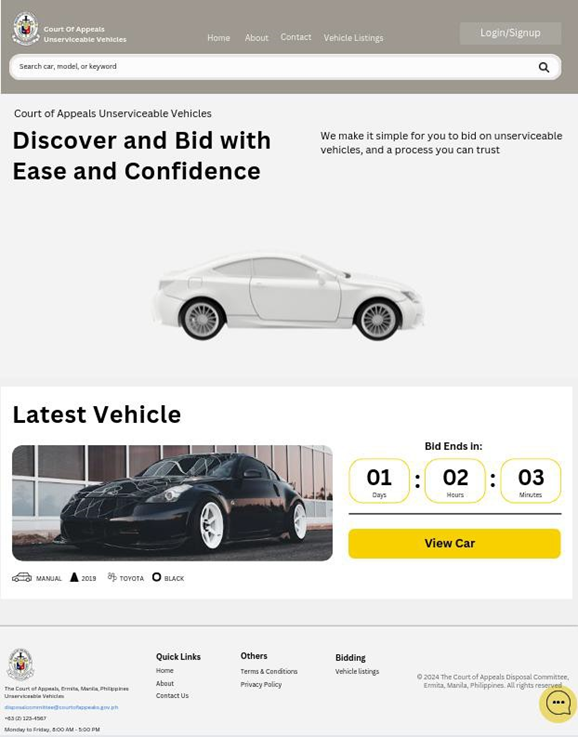 Court Of Appeals
Unserviceable Vehicles
Home About Contact Vehicle Listings
Login/Signup
Search car, model, or keyword
Court of Appeals Unserviceable Vehicles
Discover and Bid with
Ease and Confidence
We make it simple for you to bid on unserviceable
vehicles, and a process you can trust
Latest Vehicle
Bid Ends in:
01 : 02 : 03
Days Hours Minutes
View Car
MANUAL 2019 TOYOTA BLACK
The Court of Appeals, Ermita, Manila, Philippines
Unserviceable Vehicles
disposalcommittee@courtofappeals.gov.ph
+63 (2) 123-4567
Monday to Friday, 8:00 AM - 5:00 PM
Quick Links
Home
About
Contact Us
Others
Terms & Conditions
Privacy Policy
Bidding
Vehicle listings
© 2024 The Court of Appeals Disposal Committee,
Ermita, Manila, Philippines. All rights reserved